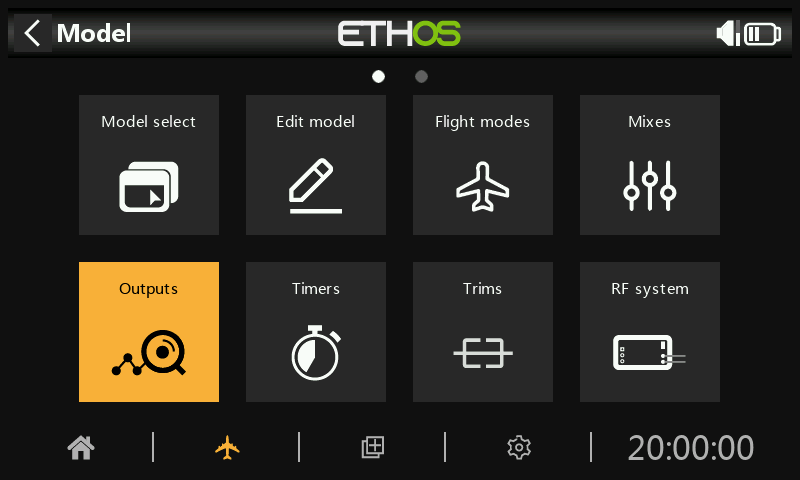 Model
ETHOS
Model select
Edit model
Flight modes
Mixes
Outputs
Timers
Trims
RF system
20:00:00